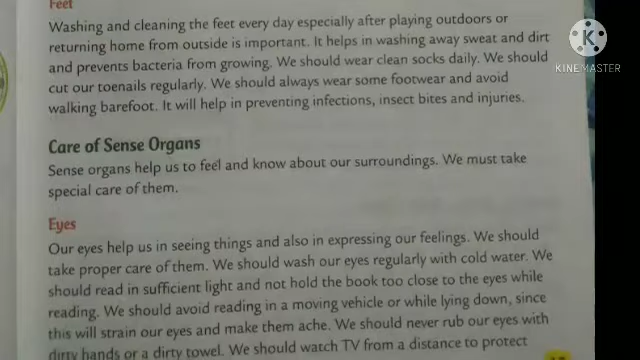 Feet
Washing and cleaning the feet every day especially after playing outdoors or
returning home from outside is important. It helps in washing away sweat and dirt
and prevents bacteria from growing. We should wear clean socks daily. We should
cut our toenails regularly. We should always wear some footwear and avoid
walking barefoot. It will help in preventing infections, insect bites and injuries.
Care of Sense Organs
Sense organs help us to feel and know about our surroundings. We must take
special care of them.
Eyes
Our eyes help us in seeing things and also in expressing our feelings. We should
take proper care of them. We should wash our eyes regularly with cold water. We
should read in sufficient light and not hold the book too close to the eyes while
reading. We should avoid reading in a moving vehicle or while lying down, since
this will strain our eyes and make them ache. We should never rub our eyes with
dirty hands or a dirty towel. We should watch TV from a distance to protect
K
KINEMASTER